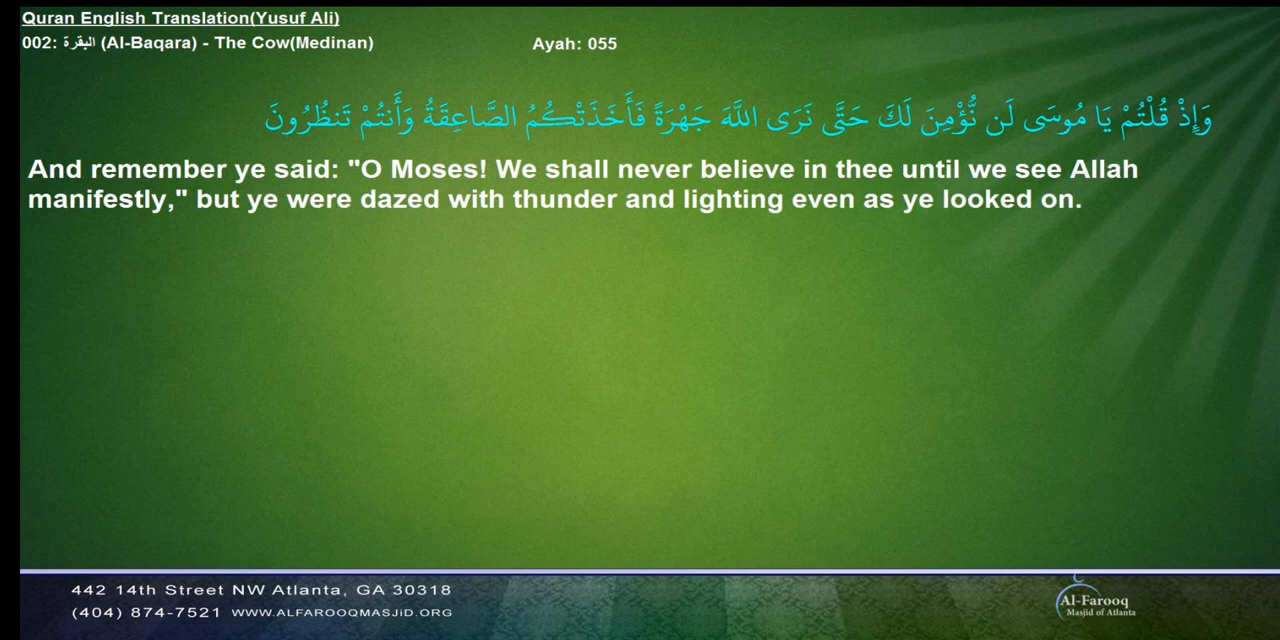 Quran English Translation(Yusuf Ali)
002: البقرة (Al-Baqara) - The Cow(Medinan) Ayah: 055
وَإِذْ قُلْتُمْ يَا مُوسَى لَن نُّؤْمِنَ لَكَ حَتَّى نَرَى اللَّهَ جَهْرَةً فَأَخَذَتْكُمُ الصَّاعِقَةُ وَأَنتُمْ تَنظُرُونَ
And remember ye said: "O Moses! We shall never believe in thee until we see Allah
manifestly," but ye were dazed with thunder and lighting even as ye looked on.
442 14th Street NW Atlanta, GA 30318
(404) 874-7521 WWW.ALFAROOQMASJiD.ORG
Al-Farooq
Masjid of Atlanta